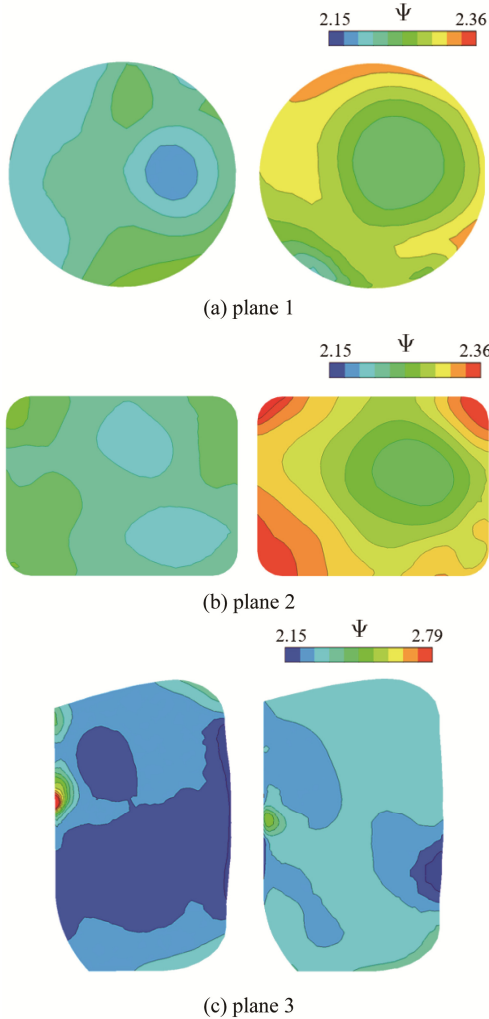 Ψ
2.15 2.36
(a) plane 1
Ψ
2.15 2.36
(b) plane 2
Ψ
2.15 2.79
(c) plane 3